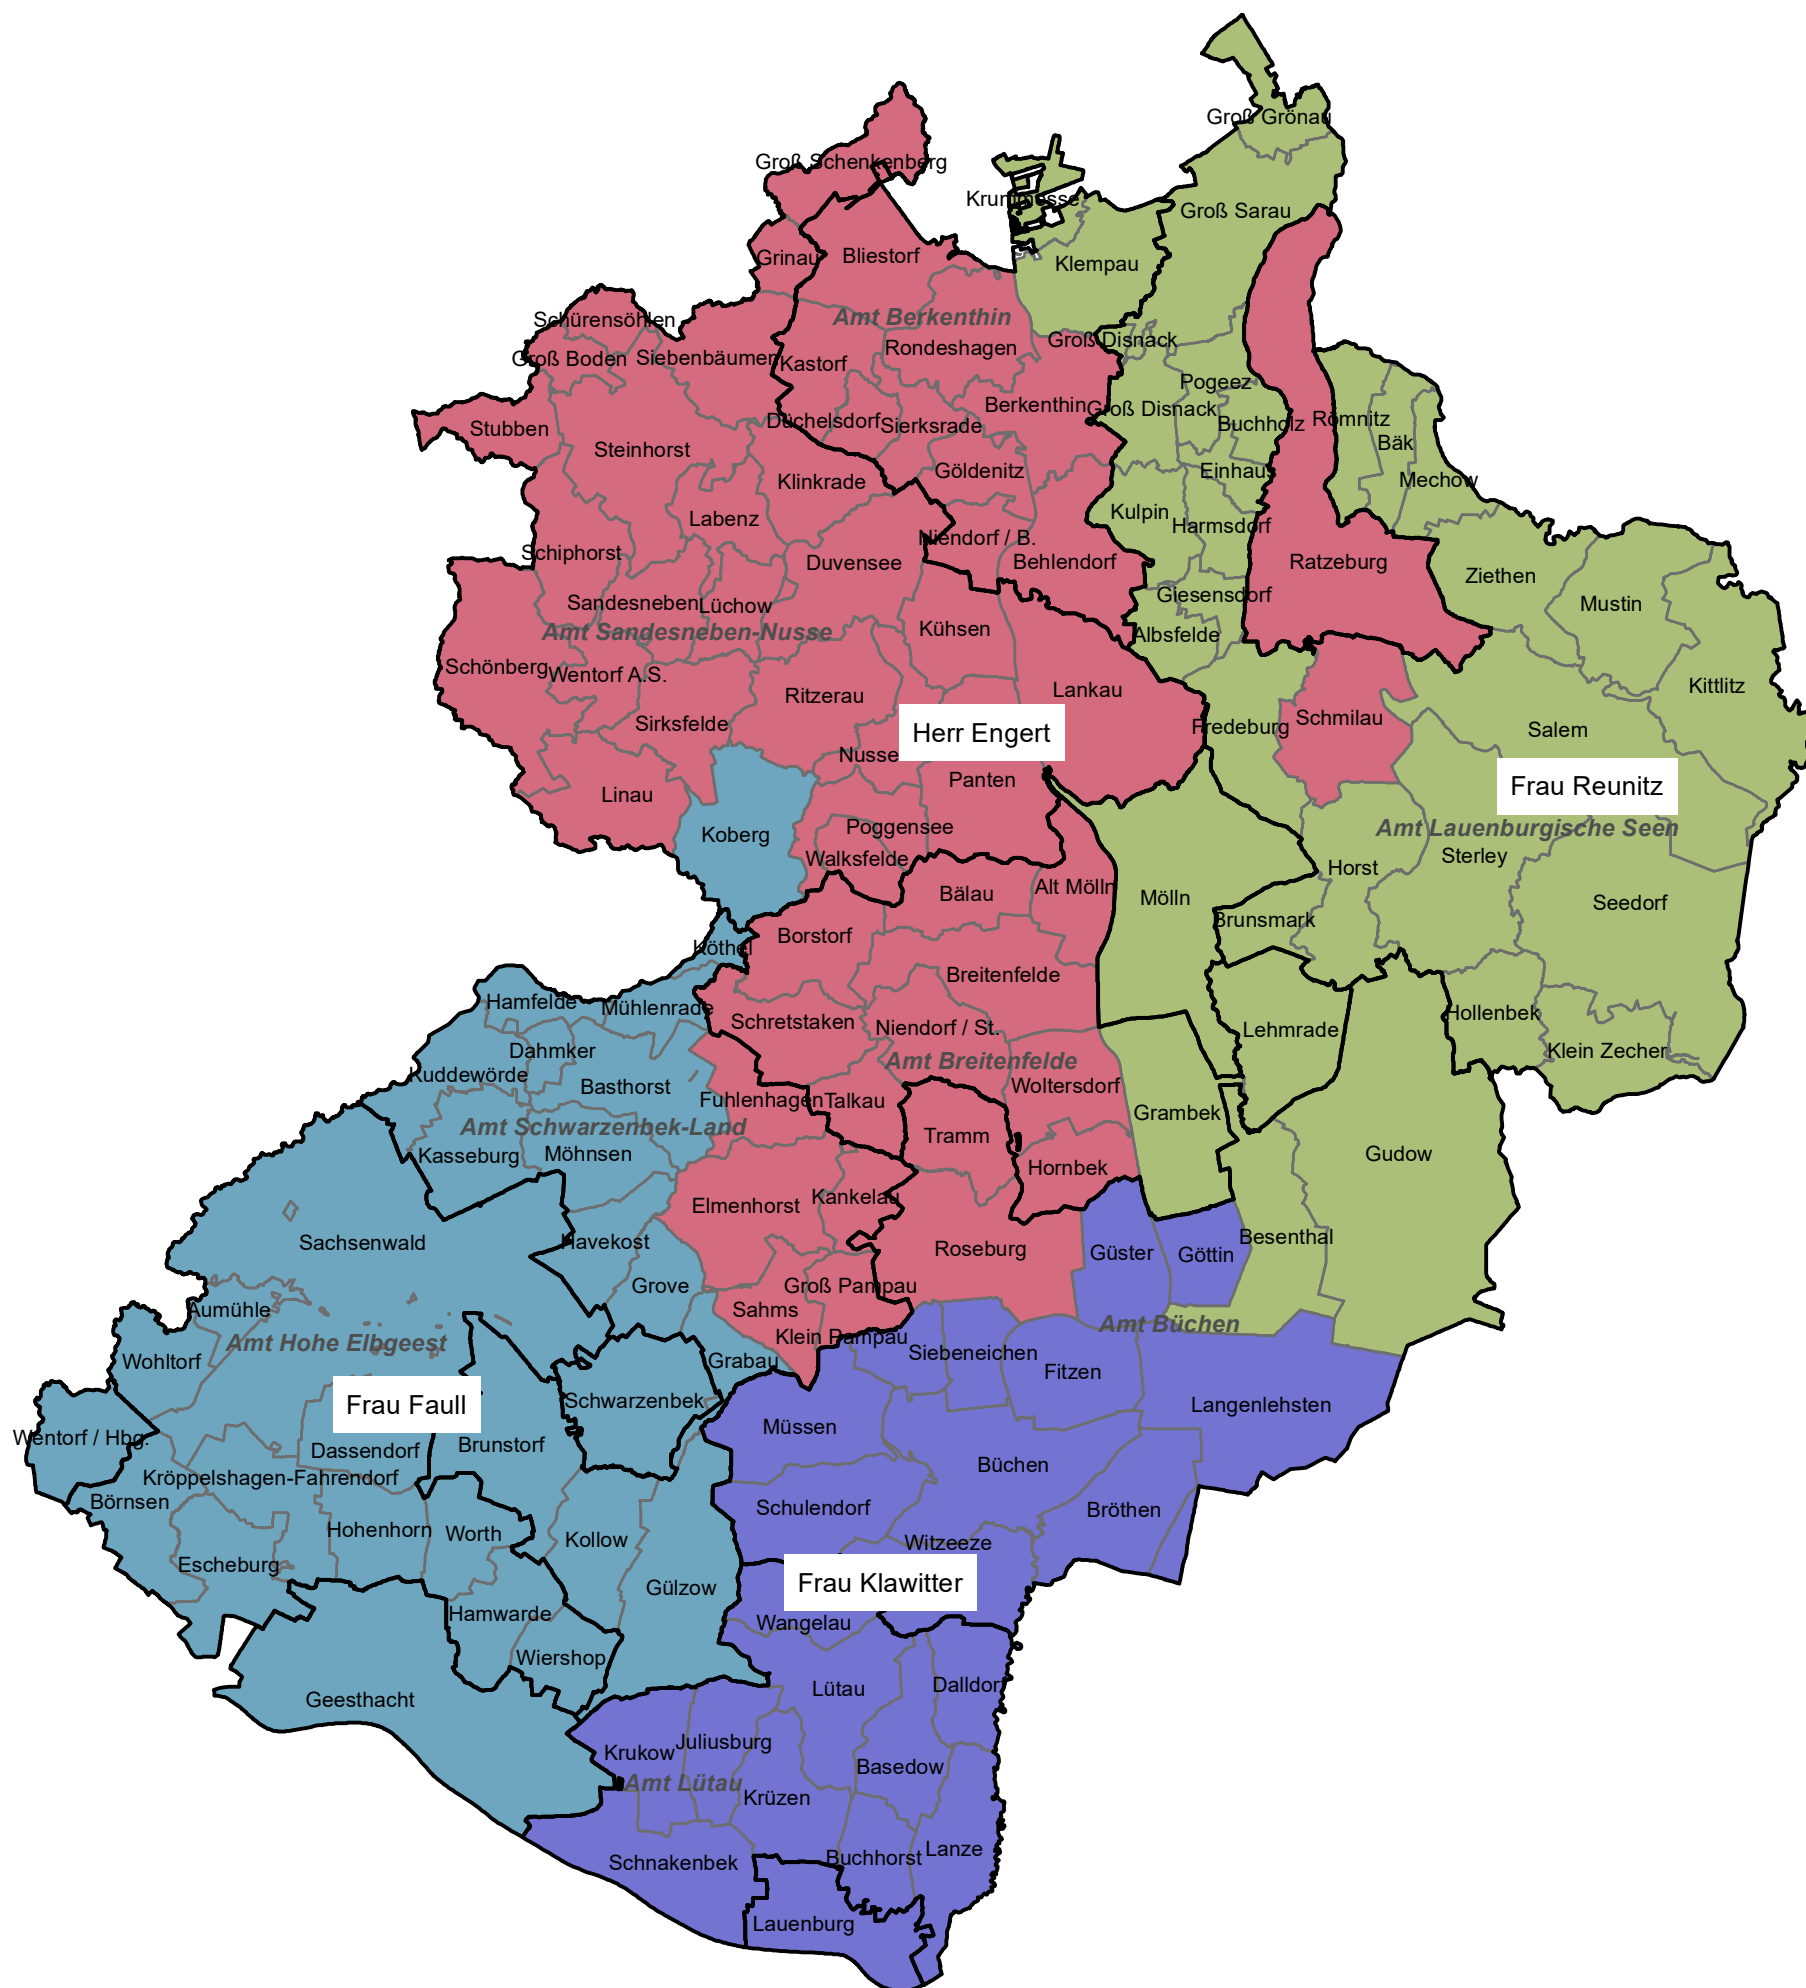 Groß Grönau
Groß Schenkenberg
Krummesse
Groß Sarau
Grinau
Bliestorf
Klempau
Amt Berkenthin
Schürensöhlen
Groß Boden
Siebenbäumen
Kastorf
Rondeshagen
Groß Disnack
Pogeez
Stubben
Steinhorst
Düchelsdorf
Sierksrade
Berkenthin
Groß Disnack
Buchholz
Römnitz
Bäk
Mechow
Klinkrade
Göldenitz
Einhaus
Labenz
Kulpin
Harmsdorf
Schiphorst
Duvensee
Niendorf / B.
Behlendorf
Ratzeburg
Ziethen
Mustin
Sandesneben
Lüchow
Giesensdorf
Amt Sandesneben-Nusse
Kühsen
Albsfelde
Schönberg
Wentorf A.S.
Ritzerau
Lankau
Kittlitz
Sirksfelde
Herr Engert
Fredeburg
Schmilau
Salem
Nusse
Panten
Frau Reunitz
Linau
Koberg
Poggensee
Walksfelde
Amt Lauenburgische Seen
Sterley
Horst
Bälau
Alt Mölln
Mölln
Seedorf
Brunsmark
Köthel
Borstorf
Breitenfelde
Hamfelde
Mühlenrade
Schretstaken
Niendorf / St.
Lehmrade
Hollenbek
Klein Zecher
Dahmker
Kuddewörde
Basthorst
Amt Breitenfelde
Woltersdorf
Fuhlenhagen
Talkau
Grambek
Amt Schwarzenbek-Land
Kasseburg
Möhnsen
Tramm
Hornbek
Gudow
Elmenhorst
Kankelau
Sachsenwald
Havekost
Roseburg
Güster
Göttin
Besenthal
Grove
Groß Pampau
Aumühle
Sahms
Amt Büchen
Amt Hohe Elbgeest
Klein Pampau
Wohltorf
Grabau
Siebeneichen
Fitzen
Frau Faull
Schwarzenbek
Langenlehsten
Wentorf / Hbg.
Dassendorf
Brunstorf
Müssen
Büchen
Kröppelshagen-Fahrendorf
Börnsen
Hohenhorn
Worth
Kollow
Schulendorf
Bröthen
Witzeeze
Escheburg
Frau Klawitter
Gülzow
Hamwarde
Wangelau
Wiershop
Geesthacht
Lütau
Dalldorf
Krukow
Juliusburg
Basedow
Amt Lütau
Krüzen
Schnakenbek
Buchhorst
Lanze
Lauenburg